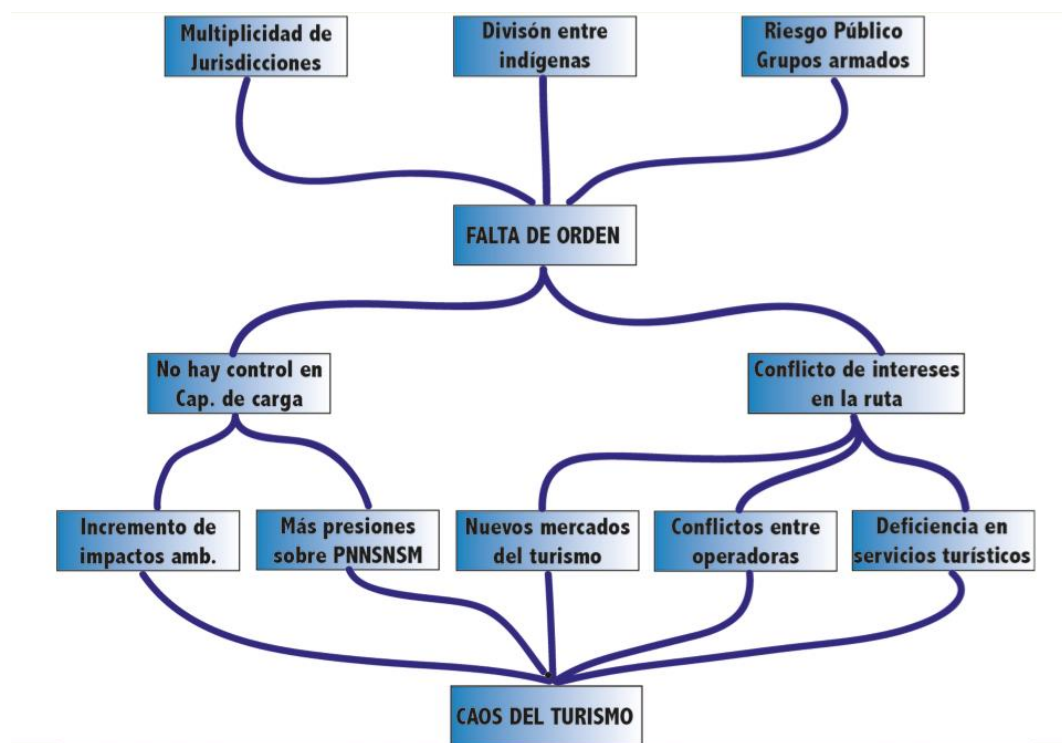 Multiplicidad de
Jurisdicciones
Divisón entre
indígenas
Riesgo Público
Grupos armados
FALTA DE ORDEN
No hay control en
Cap. de carga
Conflicto de intereses
en la ruta
Incremento de
impactos amb.
Más presiones
sobre PNNSNSM
Nuevos mercados
del turismo
Conflictos entre
operadoras
Deficiencia en
servicios turísticos
CAOS DEL TURISMO